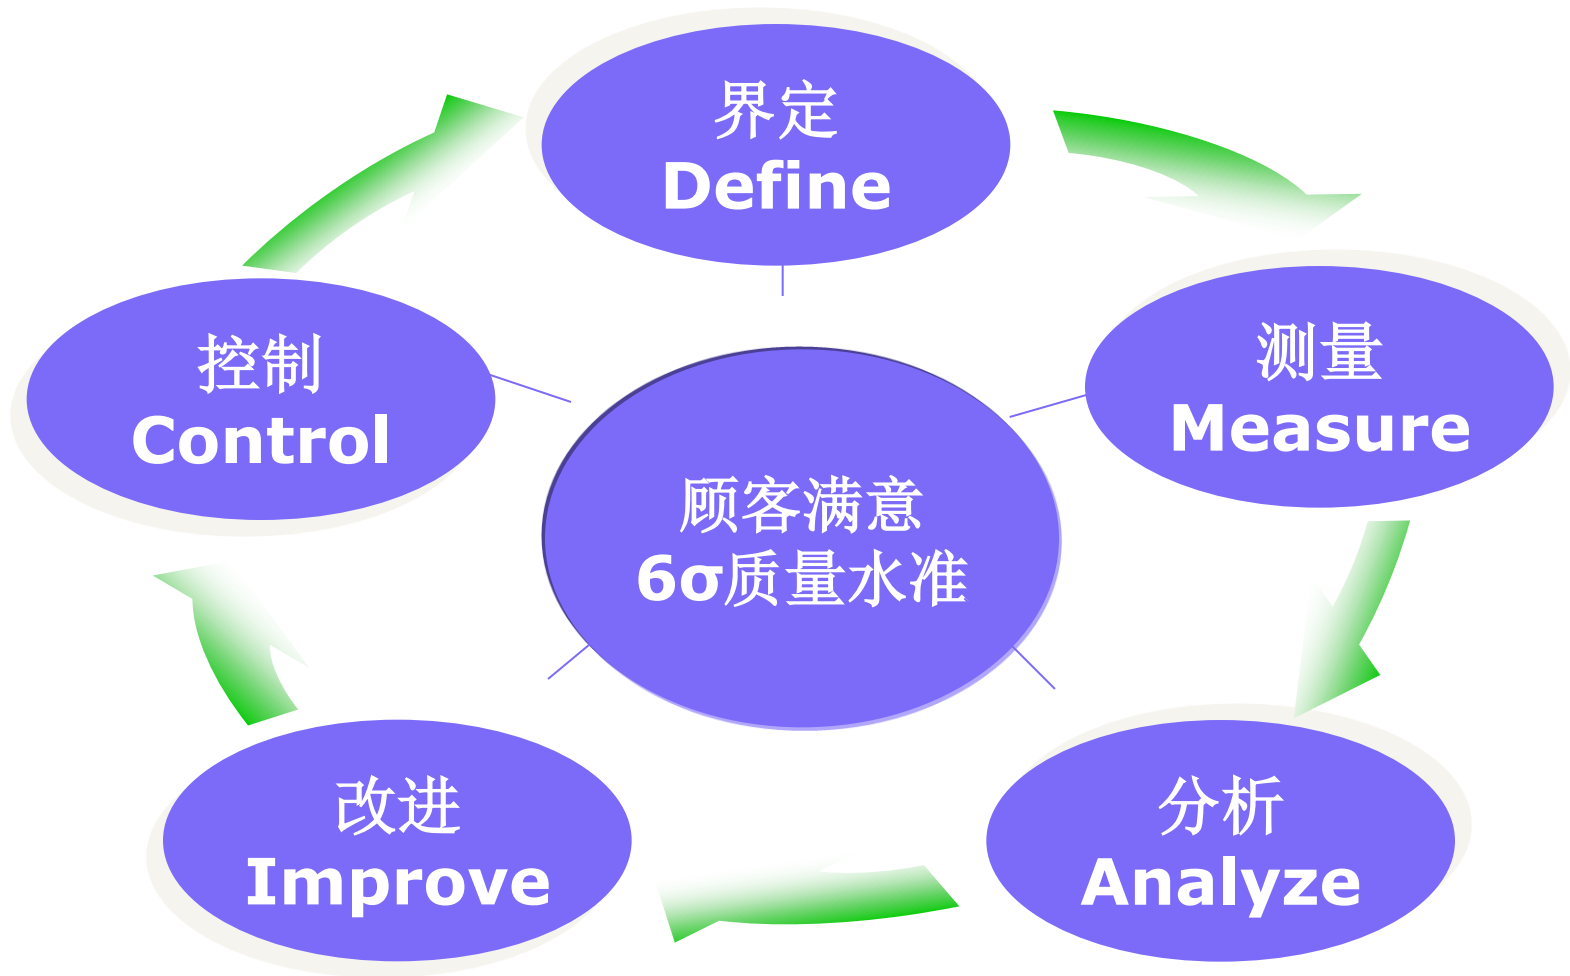 界定
Define
测量
Measure
分析
Analyze
改进
Improve
控制
Control
顾客满意
6σ质量水准